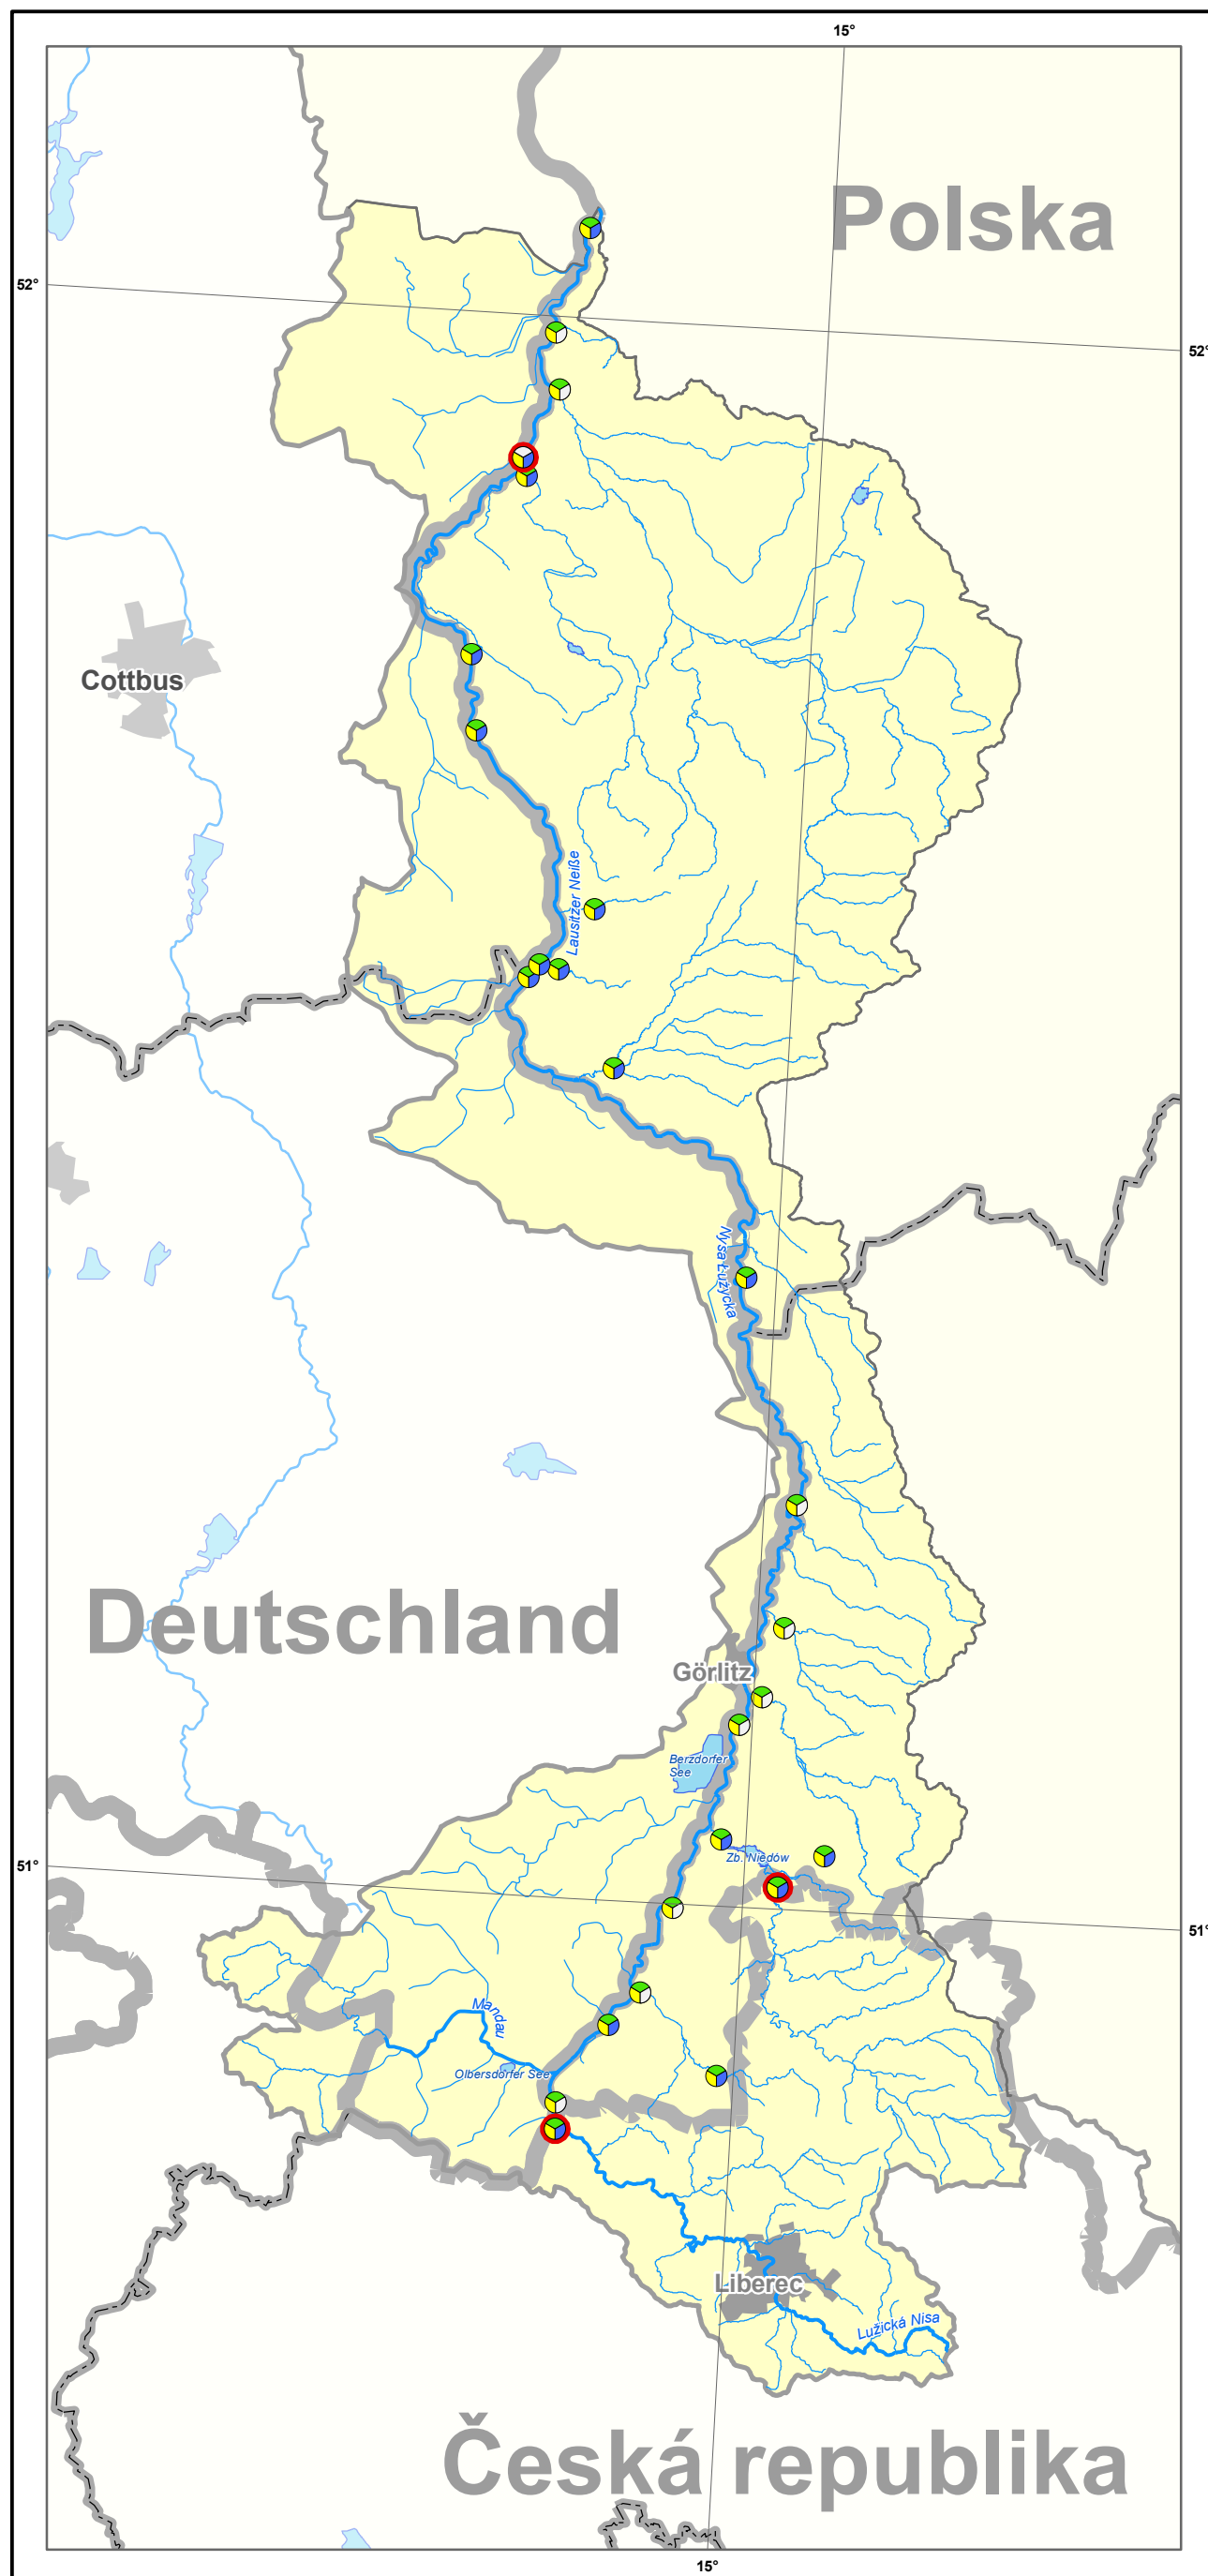 15°
Polska
52°
52°
Cottbus
Lausitzer Neiße
Nysa Łużycka
Deutschland
Görlitz
Berzdorfer
See
Zb. Niedów
51°
51°
Mandau
Olbersdorfer See
Liberec
Lužická Nisa
Česká republika
15°